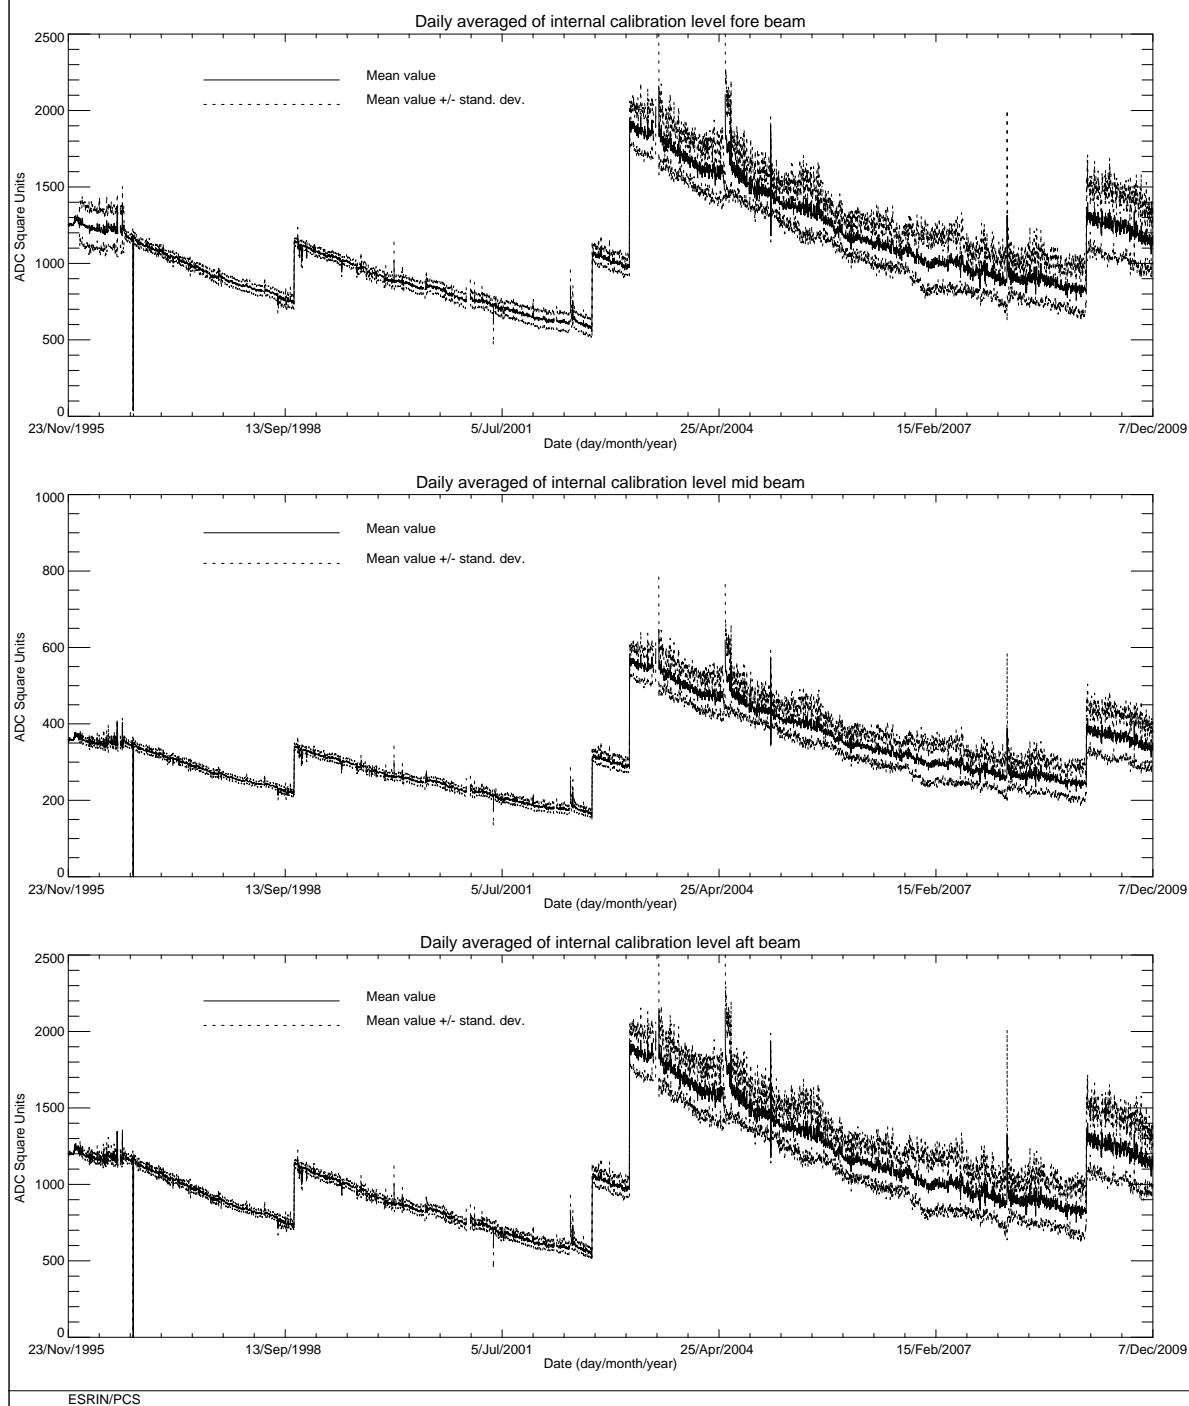 Daily averaged of internal calibration level fore beam
2500
2000
1500
1000
500
0
ADC Square Units
Mean value
Mean value +/- stand. dev.
23/Nov/1995 13/Sep/1998 5/Jul/2001 25/Apr/2004 15/Feb/2007 7/Dec/2009
Date (day/month/year)
Daily averaged of internal calibration level mid beam
1000
800
600
400
200
0
ADC Square Units
Mean value
Mean value +/- stand. dev.
23/Nov/1995 13/Sep/1998 5/Jul/2001 25/Apr/2004 15/Feb/2007 7/Dec/2009
Date (day/month/year)
Daily averaged of internal calibration level aft beam
2500
2000
1500
1000
500
0
ADC Square Units
Mean value
Mean value +/- stand. dev.
23/Nov/1995 13/Sep/1998 5/Jul/2001 25/Apr/2004 15/Feb/2007 7/Dec/2009
Date (day/month/year)
ESRIN/PCS